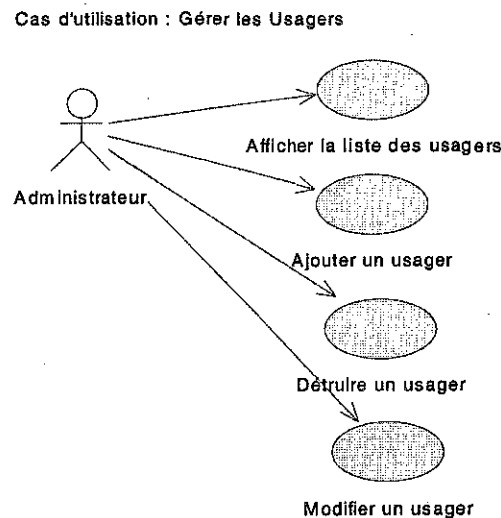 Cas d'utilisation : Gérer les Usagers
Afficher la liste des usagers
Administrateur
Ajouter un usager
Détruire un usager
Modifier un usager